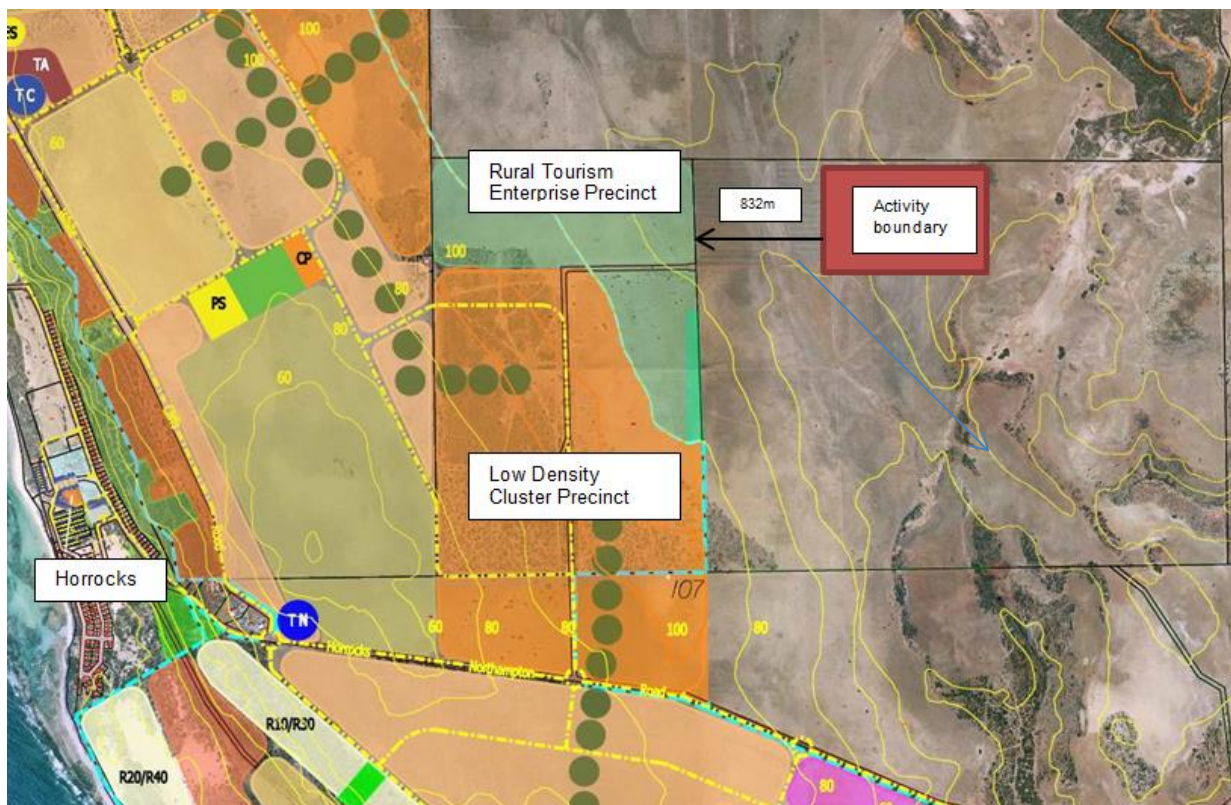 ES
TA
TC
100
100
80
60
100
80
Rural Tourism
Enterprise Precinct
832m
Activity
boundary
CP
PS
80
60
Low Density
Cluster Precinct
Horrocks
TN
107
60
80
80
100
80
Horrocks
Northampton
Road
R10/R30
R20/R40
80